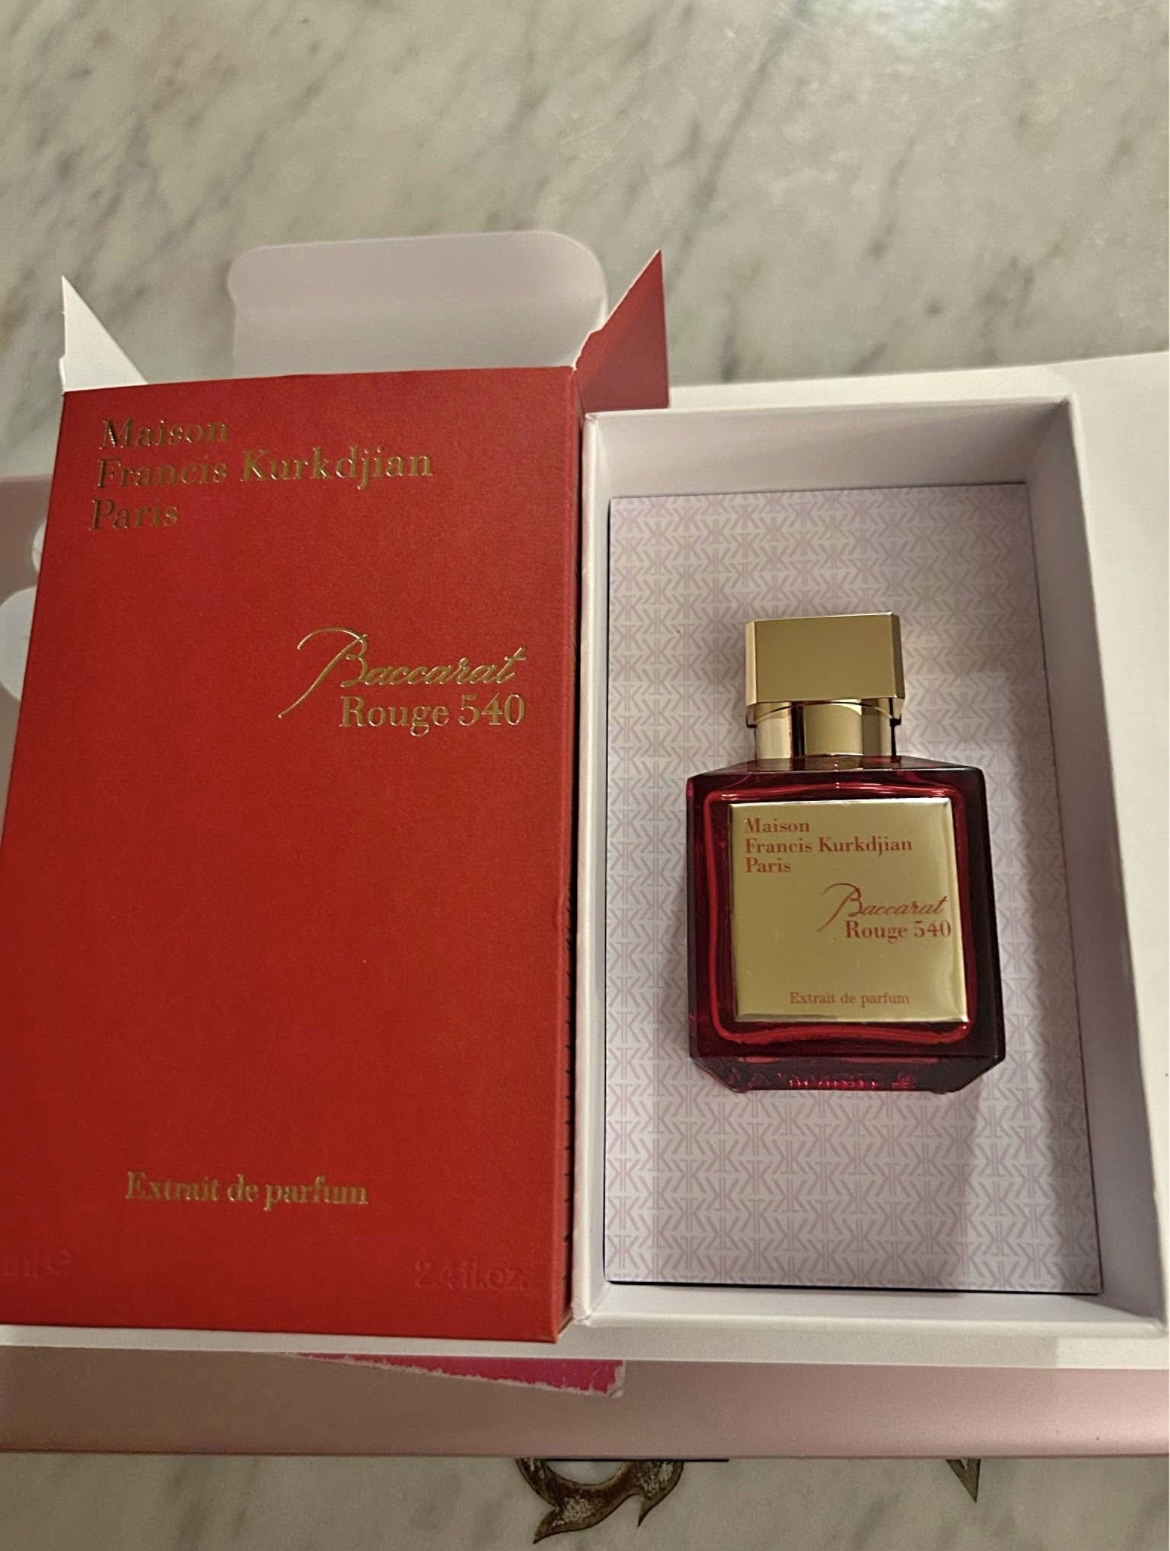 Maison
Francis Kurkdjian
Paris
Baccarat
Rouge 540
Extrait de parfum
2.4 fl.oz.
Maison
Francis Kurkdjian
Paris
Baccarat
Rouge 540
Extrait de parfum